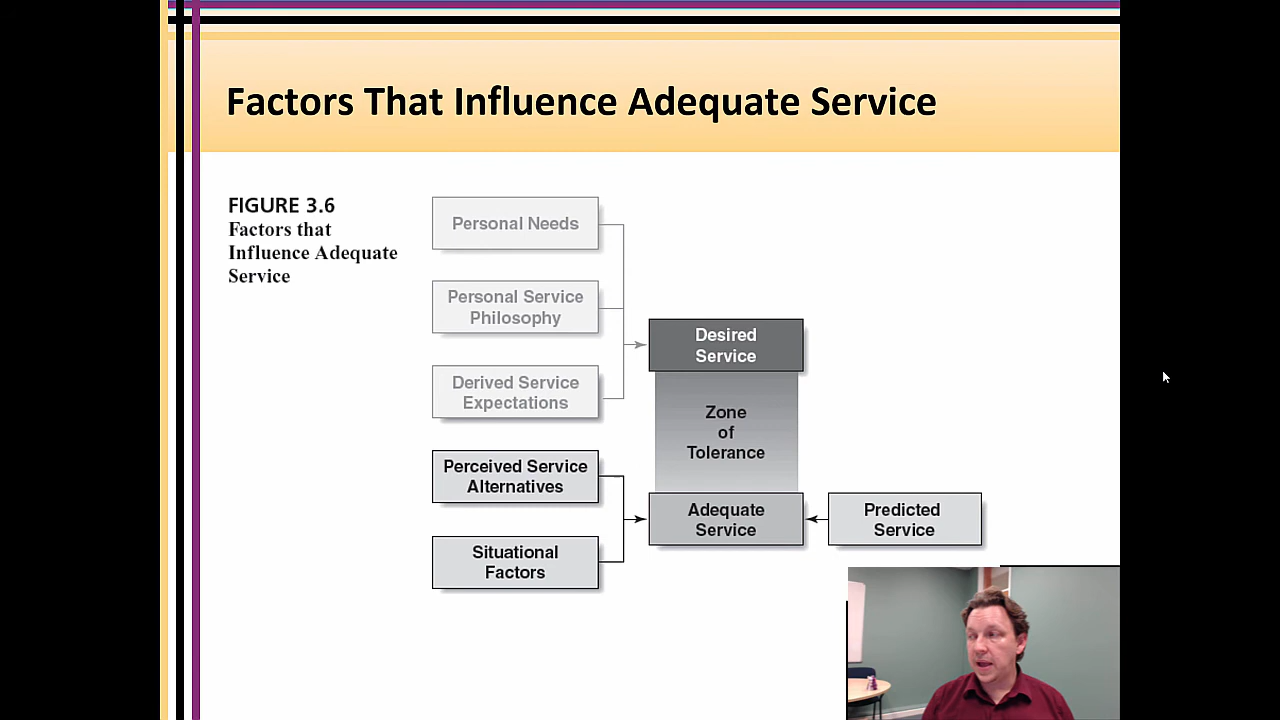 Factors That Influence Adequate Service
FIGURE 3.6
Factors that
Influence Adequate
Service
Personal Needs
Personal Service
Philosophy
Derived Service
Expectations
Perceived Service
Alternatives
Situational
Factors
Desired
Service
Zone
of
Tolerance
Adequate
Service
Predicted
Service